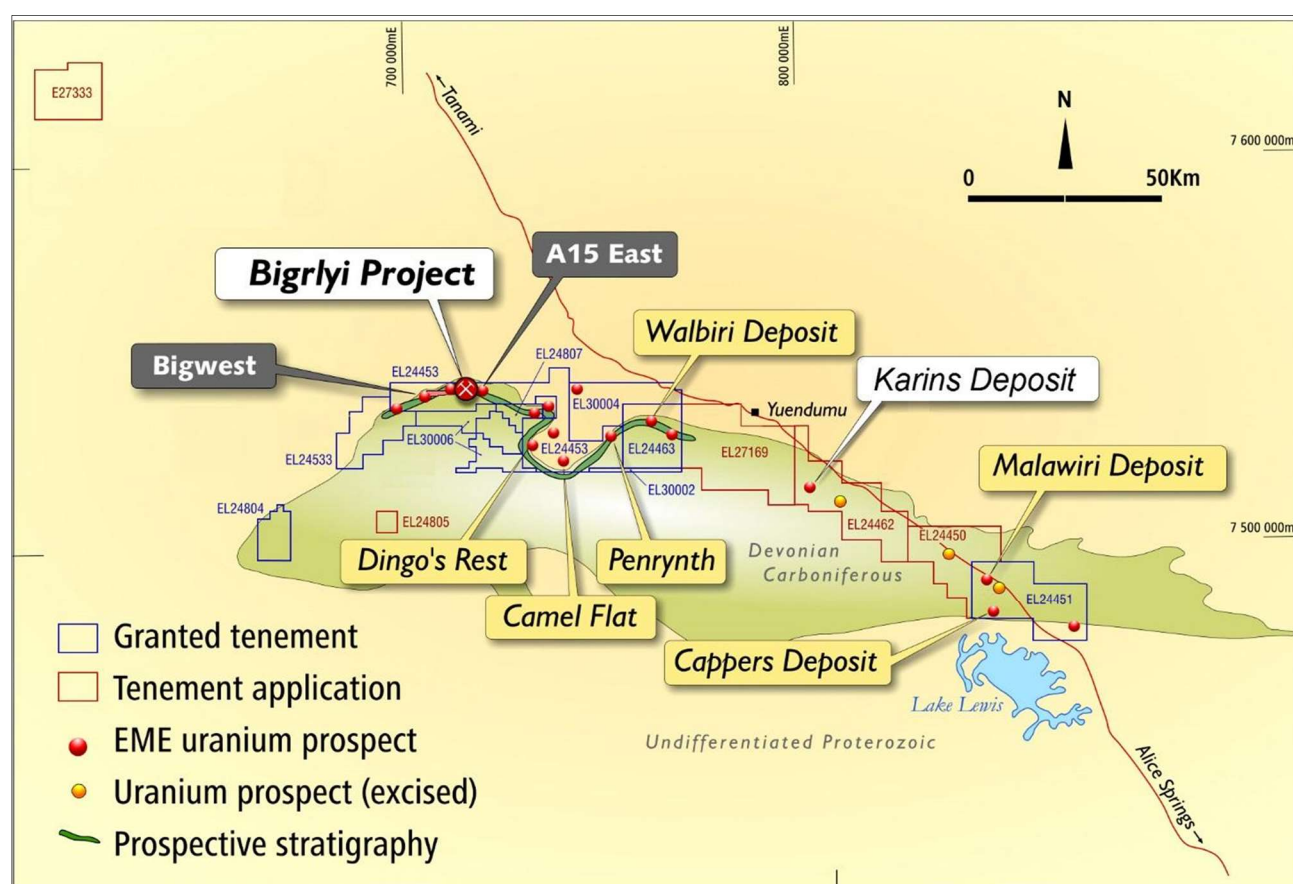 700 000mE
800 000mE
E27333
←Tanami
N
7 600 000mN
0 50Km
A15 East
Bigrlyi Project
Walbiri Deposit
Bigwest
EL24453
EL24807
Karins Deposit
EL30004
Yuendumu
EL30006
EL24453
EL24463
EL24533
EL27169
Malawiri Deposit
EL30002
EL24804
EL24805
EL24462
EL24450
7 500 000mN
Dingo's Rest
Penrynth
Devonian
Carboniferous
EL24451
Camel Flat
Cappers Deposit
Granted tenement
Tenement application
Lake Lewis
EME uranium prospect
Undifferentiated Proterozoic
Uranium prospect (excised)
Alice Springs→
Prospective stratigraphy